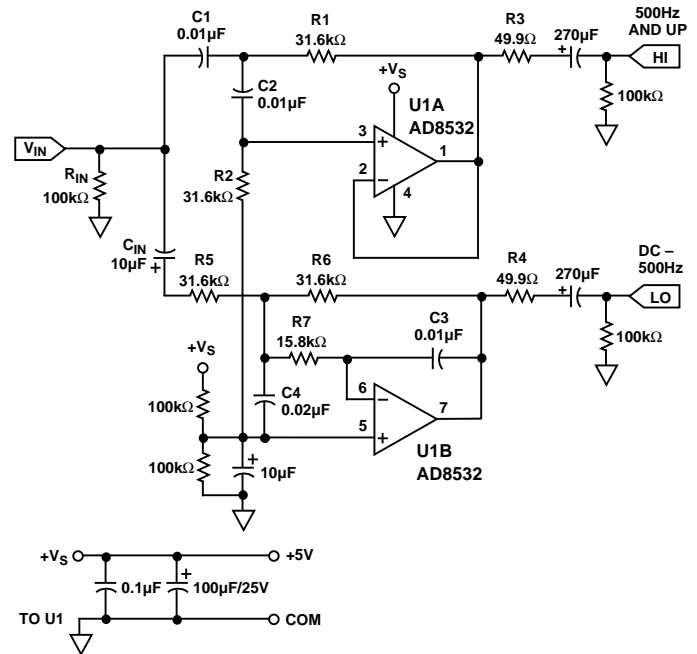 C1
0.01µF
R1
31.6kΩ
R3
49.9Ω
270µF
+
500Hz
AND UP
HI
100kΩ
C2
0.01µF
+VS
U1A
AD8532
3
+
1
2
−
4
VIN
RIN
100kΩ
R2
31.6kΩ
CIN
10µF
+
R5
31.6kΩ
R6
31.6kΩ
R4
49.9Ω
270µF
+
DC –
500Hz
LO
100kΩ
R7
15.8kΩ
C3
0.01µF
+VS
100kΩ
C4
0.02µF
6
−
7
5
+
U1B
AD8532
100kΩ
+
10µF
+VS
+5V
0.1µF
+
100µF/25V
TO U1
COM